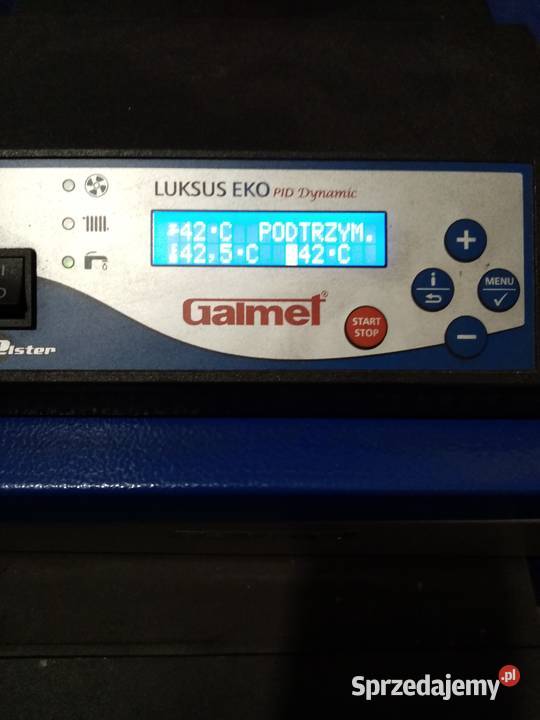 LUKSUS EKO PID Dynamic
42°C PODTRZYM.
42,5°C 42°C
Galmet®
START
STOP
i
MENU
+
-
I
O
Sprzedajemy.pl